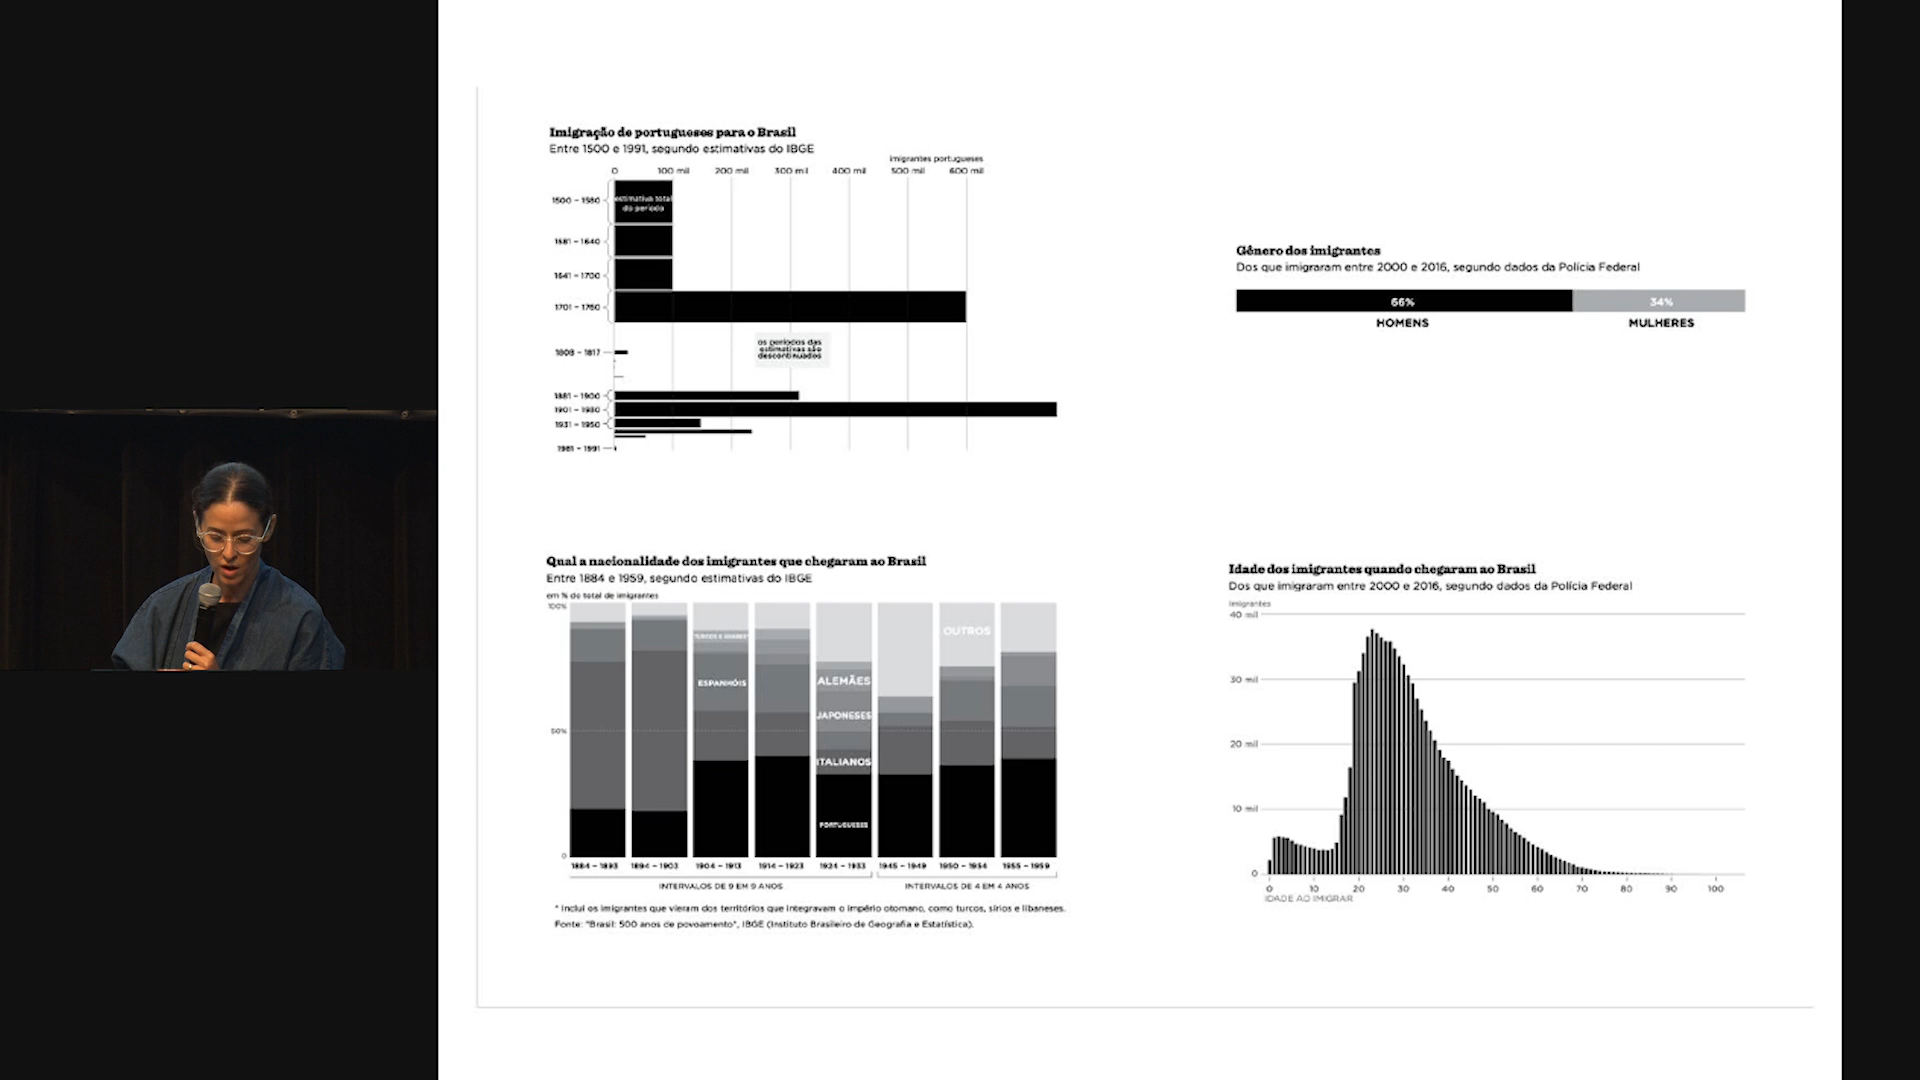 Imigração de portugueses para o Brasil
Entre 1500 e 1991, segundo estimativas do IBGE
imigrantes portugueses
0 100 mil 200 mil 300 mil 400 mil 500 mil 600 mil
1500 – 1580
estimativa total
do período
1581 – 1640
1641 – 1700
1701 – 1760
os períodos das
estimativas são
descontinuados
1808 – 1817
1881 – 1900
1901 – 1930
1931 – 1950
1981 – 1991
Gênero dos imigrantes
Dos que imigraram entre 2000 e 2016, segundo dados da Polícia Federal
66% 34%
HOMENS MULHERES
Qual a nacionalidade dos imigrantes que chegaram ao Brasil
Entre 1884 e 1959, segundo estimativas do IBGE
em % do total de imigrantes
100%
50%
0
TURCOS E ÁRABES*
OUTROS
ESPANHÓIS
ALEMÃES
JAPONESES
ITALIANOS
PORTUGUESES
1884 – 1893 1894 – 1903 1904 – 1913 1914 – 1923 1924 – 1933 1945 – 1949 1950 – 1954 1955 – 1959
INTERVALOS DE 9 EM 9 ANOS INTERVALOS DE 4 EM 4 ANOS
* Inclui os imigrantes que vieram dos territórios que integravam o império otomano, como turcos, sírios e libaneses.
Fonte: "Brasil: 500 anos de povoamento", IBGE (Instituto Brasileiro de Geografia e Estatística).
Idade dos imigrantes quando chegaram ao Brasil
Dos que imigraram entre 2000 e 2016, segundo dados da Polícia Federal
imigrantes
40 mil
30 mil
20 mil
10 mil
0
0 10 20 30 40 50 60 70 80 90 100
IDADE AO IMIGRAR